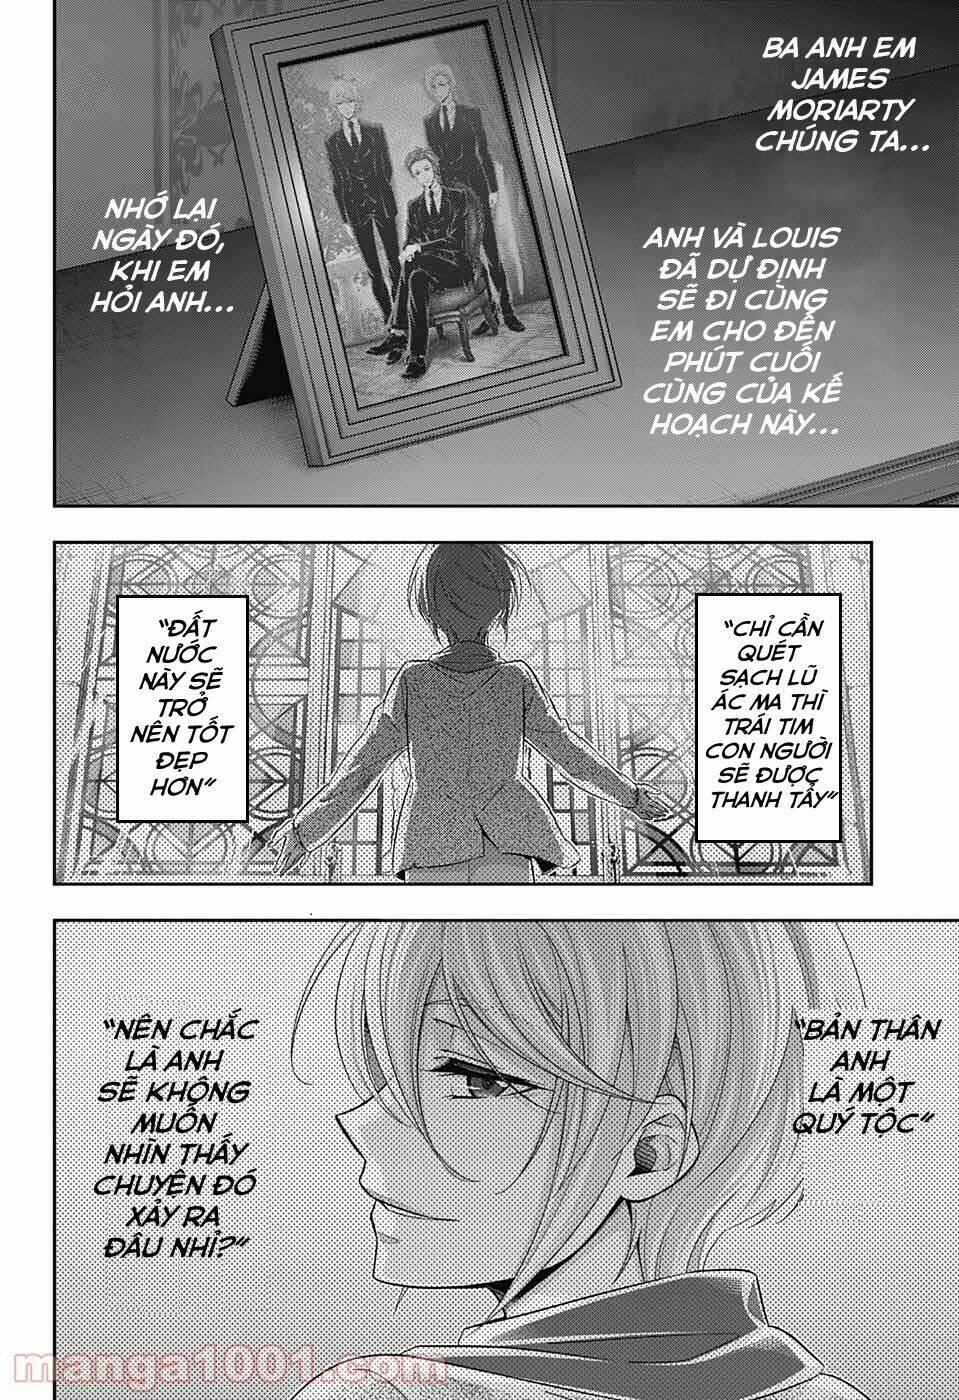 BA ANH EM
JAMES
MORIARTY
CHÚNG TA...
ANH VÀ LOUIS
ĐÃ DỰ ĐỊNH
SẼ ĐI CÙNG
EM CHO ĐẾN
PHÚT CUỐI
CÙNG CỦA KẾ
HOẠCH NÀY...
NHỚ LẠI
NGÀY ĐÓ,
KHI EM
HỎI ANH...
"CHỈ CẦN
QUÉT
SẠCH LŨ
ÁC MA THÌ
TRÁI TIM
CON NGƯỜI
SẼ ĐƯỢC
THANH TẨY"
"ĐẤT
NƯỚC
NÀY SẼ
TRỞ
NÊN TỐT
ĐẸP
HƠN"
"BẢN THÂN
ANH
LÀ MỘT
QUÝ TỘC"
"NÊN CHẮC
LÀ ANH
SẼ KHÔNG
MUỐN
NHÌN THẤY
CHUYỆN ĐÓ
XẢY RA
ĐÂU NHỈ?"
manga1001.com